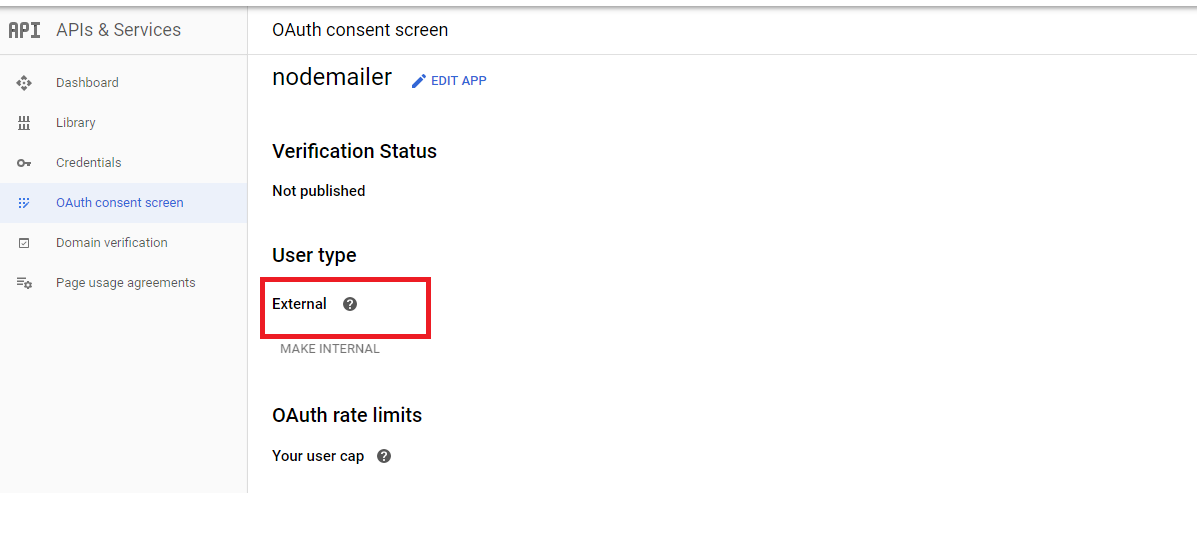 API APIs & Services
OAuth consent screen
Dashboard
Library
Credentials
OAuth consent screen
Domain verification
Page usage agreements
nodemailer EDIT APP
Verification Status
Not published
User type
External ?
MAKE INTERNAL
OAuth rate limits
Your user cap ?